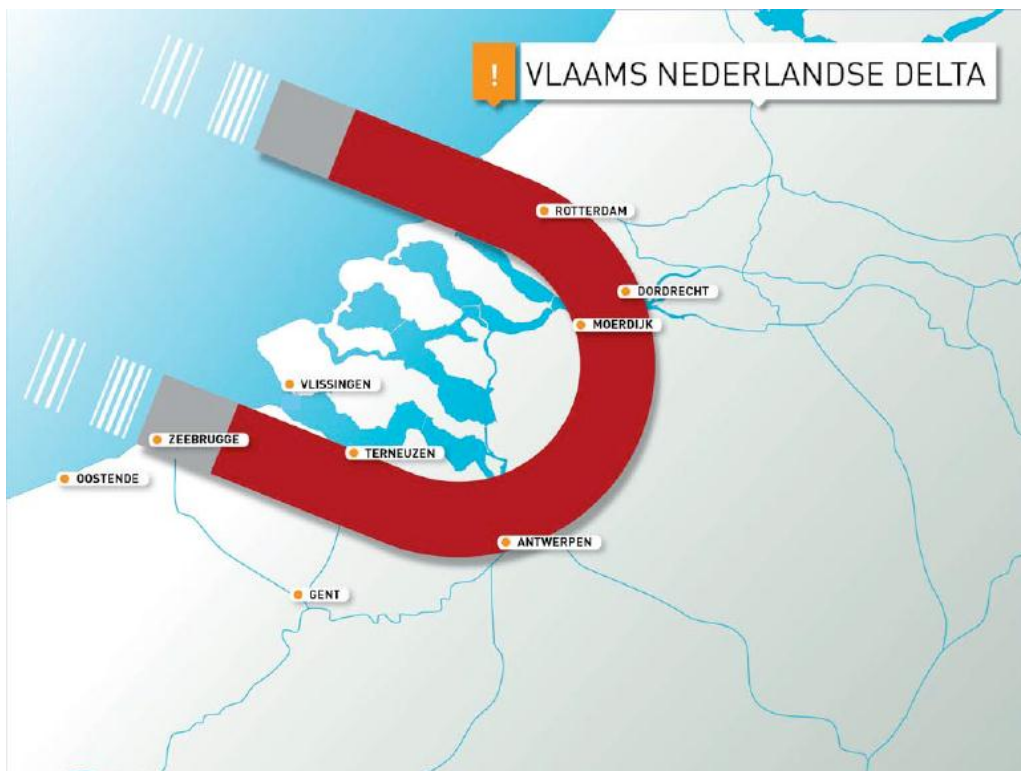 ! VLAAMS NEDERLANDSE DELTA
ROTTERDAM
DORDRECHT
MOERDIJK
VLISSINGEN
ZEEBRUGGE
TERNEUZEN
OOSTENDE
ANTWERPEN
GENT